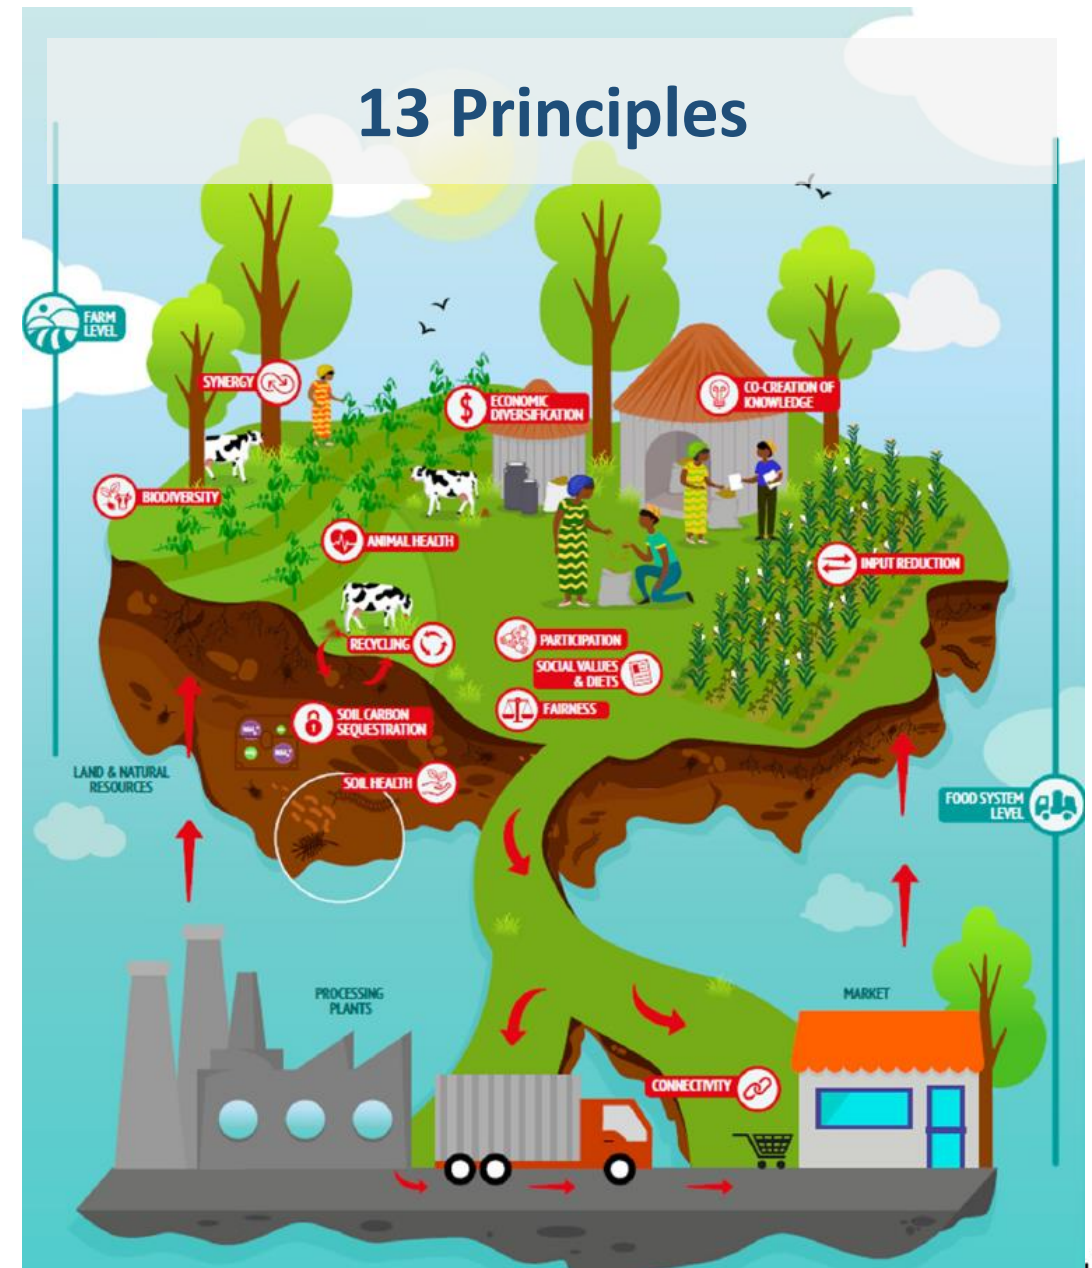 13 Principles
FARM
LEVEL
SYNERGY
ECONOMIC
DIVERSIFICATION
CO-CREATION OF
KNOWLEDGE
BIODIVERSITY
ANIMAL HEALTH
INPUT REDUCTION
RECYCLING
PARTICIPATION
SOCIAL VALUES
& DIETS
FAIRNESS
SOIL CARBON
SEQUESTRATION
SOIL HEALTH
LAND & NATURAL
RESOURCES
FOOD SYSTEM
LEVEL
PROCESSING
PLANTS
MARKET
CONNECTIVITY